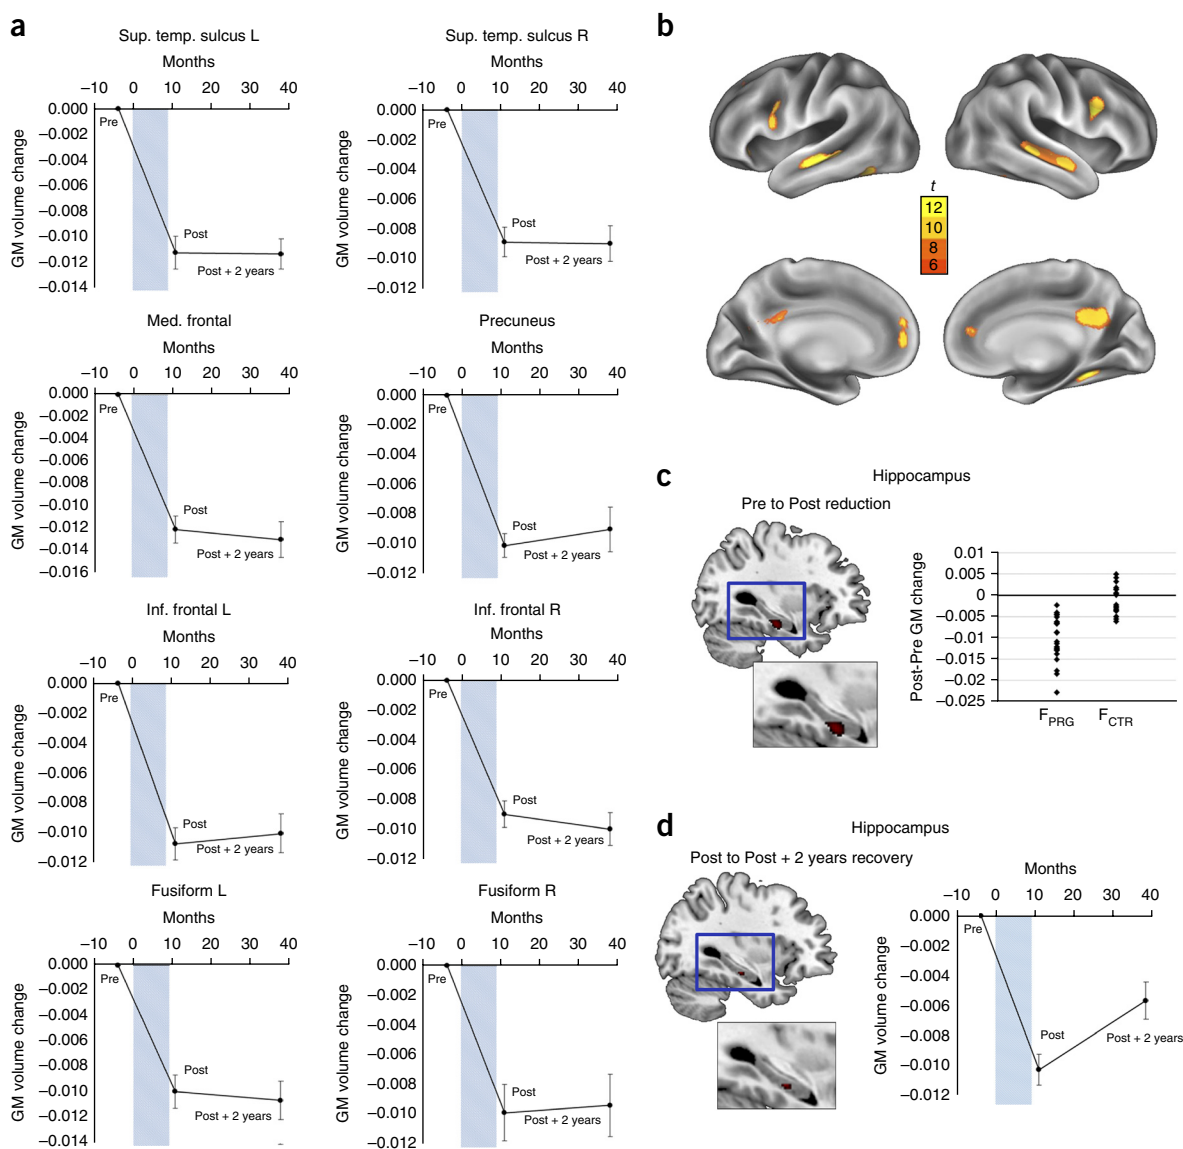 a
Sup. temp. sulcus L
Months
−10 0 10 20 30 40
0.000
−0.002
−0.004
−0.006
−0.008
−0.010
−0.012
−0.014
GM volume change
Pre
Post
Post + 2 years
Sup. temp. sulcus R
Months
−10 0 10 20 30 40
0.000
−0.002
−0.004
−0.006
−0.008
−0.010
−0.012
GM volume change
Pre
Post
Post + 2 years
Med. frontal
Months
−10 0 10 20 30 40
0.000
−0.002
−0.004
−0.006
−0.008
−0.010
−0.012
−0.014
−0.016
GM volume change
Pre
Post
Post + 2 years
Precuneus
Months
−10 0 10 20 30 40
0.000
−0.002
−0.004
−0.006
−0.008
−0.010
−0.012
GM volume change
Pre
Post
Post + 2 years
Inf. frontal L
Months
−10 0 10 20 30 40
0.000
−0.002
−0.004
−0.006
−0.008
−0.010
−0.012
GM volume change
Pre
Post
Post + 2 years
Inf. frontal R
Months
−10 0 10 20 30 40
0.000
−0.002
−0.004
−0.006
−0.008
−0.010
−0.012
GM volume change
Pre
Post
Post + 2 years
Fusiform L
Months
−10 0 10 20 30 40
0.000
−0.002
−0.004
−0.006
−0.008
−0.010
−0.012
−0.014
GM volume change
Pre
Post
Post + 2 years
Fusiform R
Months
−10 0 10 20 30 40
0.000
−0.002
−0.004
−0.006
−0.008
−0.010
−0.012
GM volume change
Pre
Post
Post + 2 years
b
t
12
10
8
6
c
Hippocampus
Pre to Post reduction
0.01
0.005
0
−0.005
−0.01
−0.015
−0.02
−0.025
Post-Pre GM change
FPRG FCTR
d
Hippocampus
Post to Post + 2 years recovery
Months
−10 0 10 20 30 40
0.000
−0.002
−0.004
−0.006
−0.008
−0.010
−0.012
GM volume change
Pre
Post
Post + 2 years